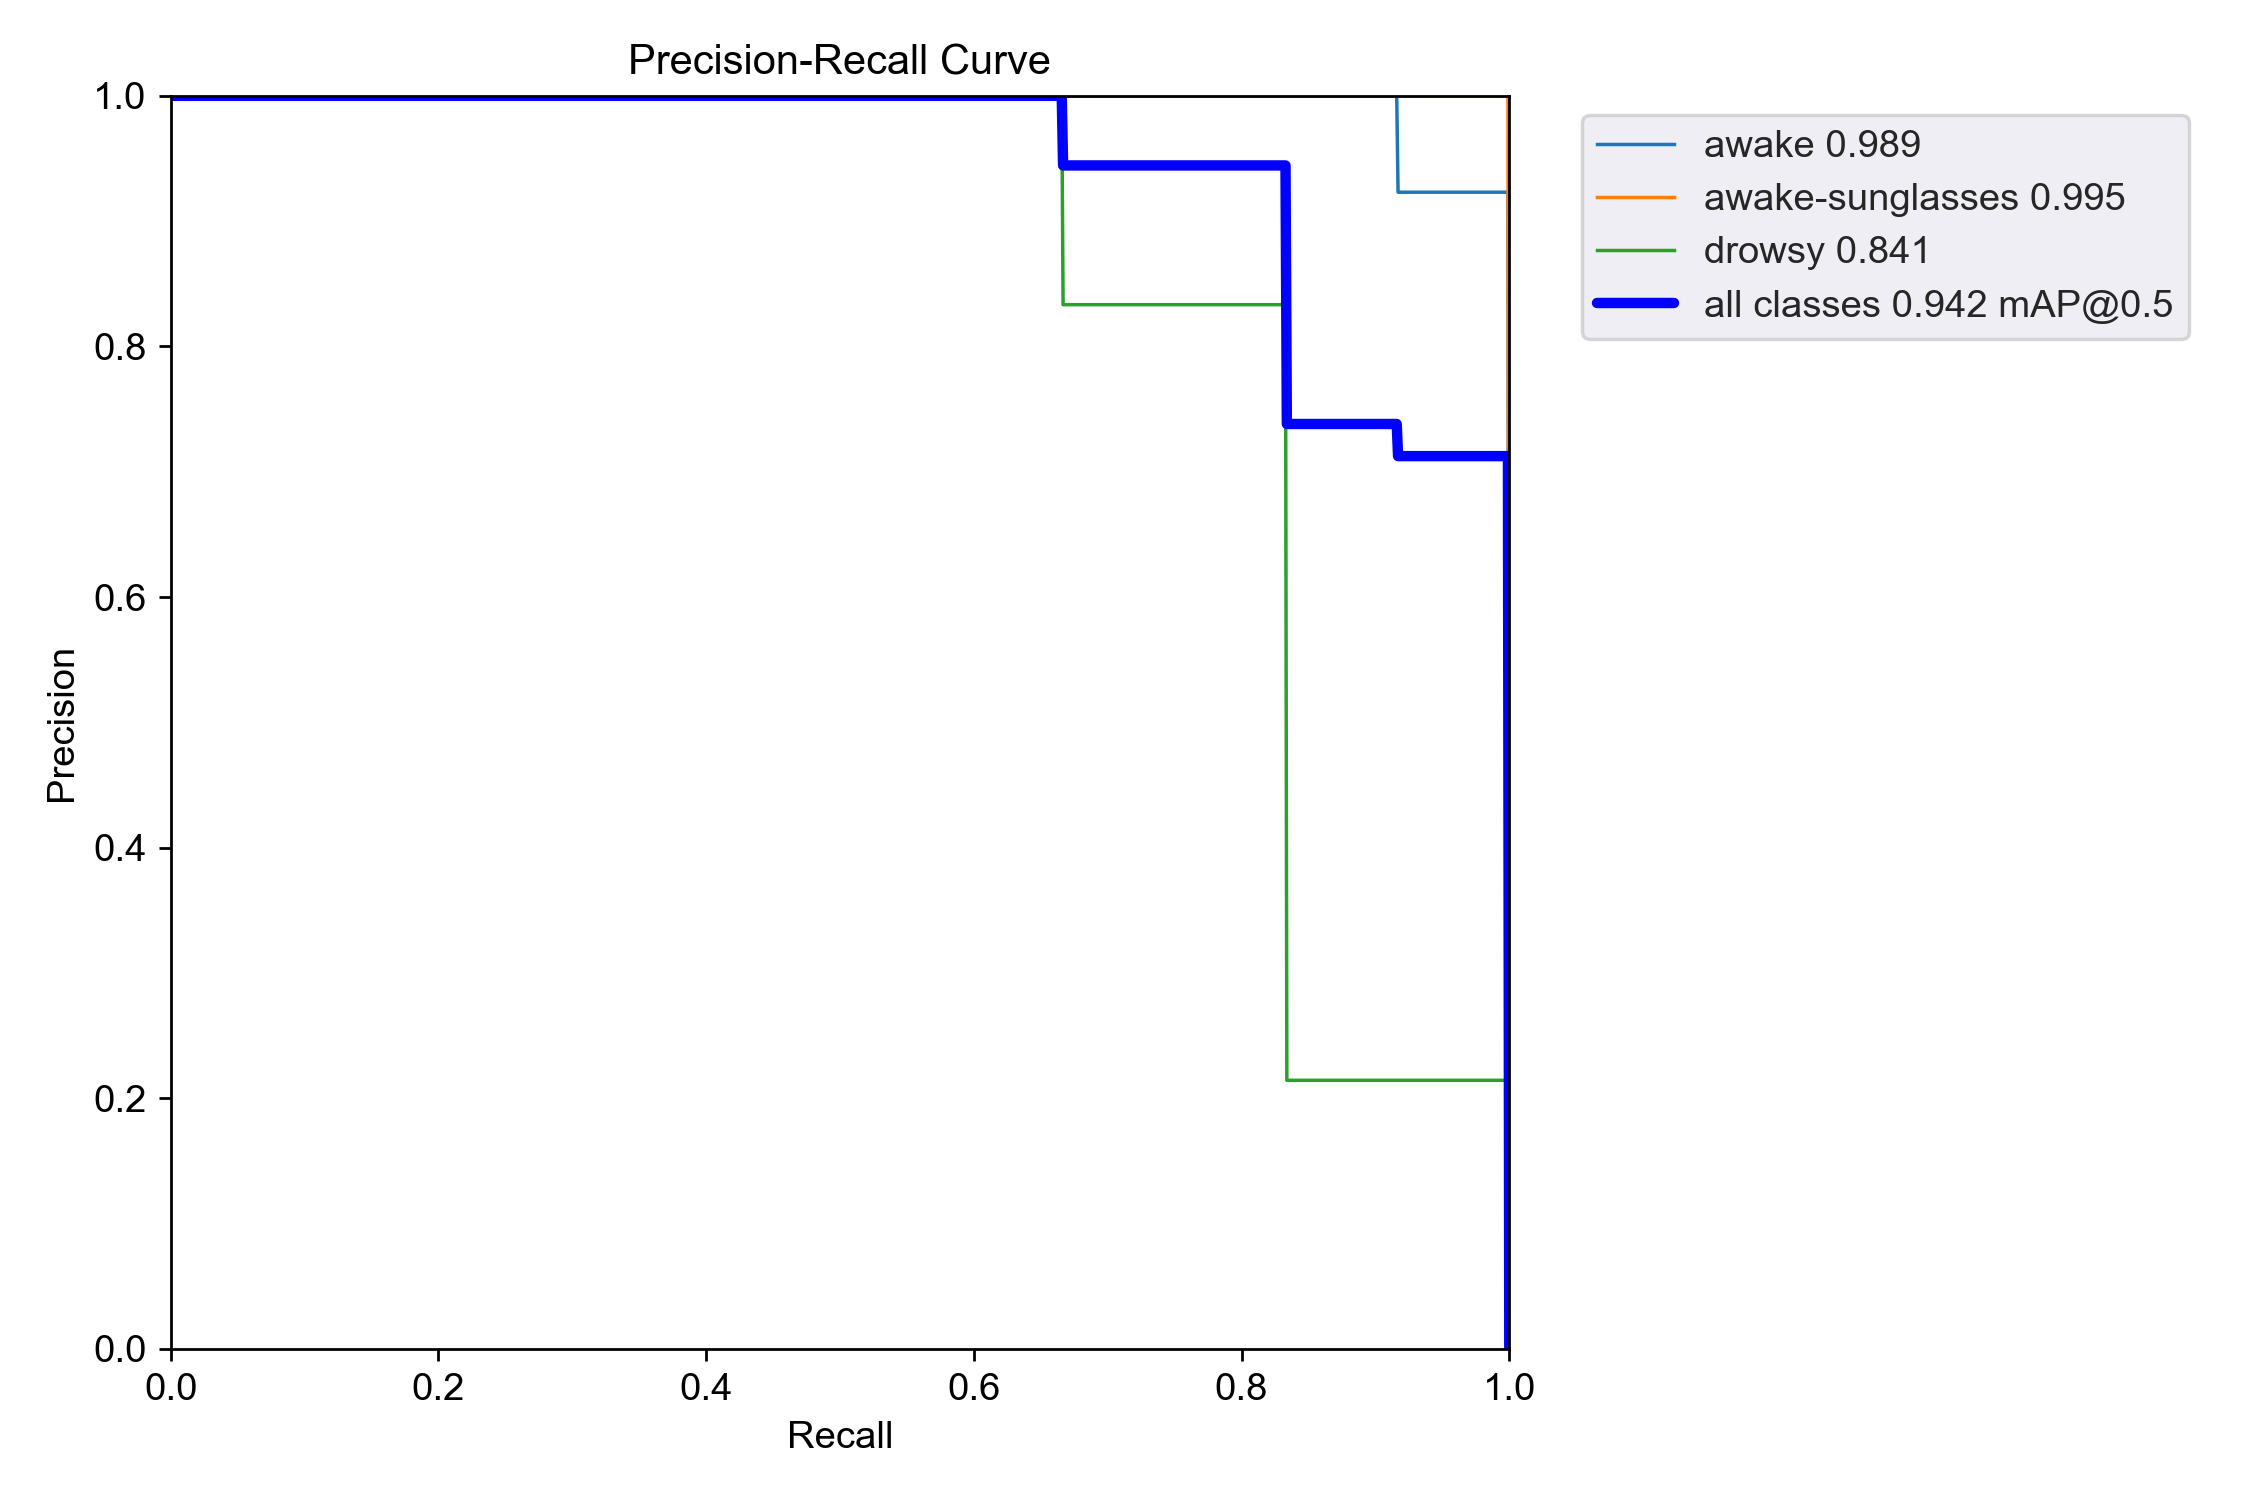 Precision-Recall Curve
1.0
0.8
0.6
0.4
0.2
0.0
Precision
0.0 0.2 0.4 0.6 0.8 1.0
Recall
awake 0.989
awake-sunglasses 0.995
drowsy 0.841
all classes 0.942 mAP@0.5